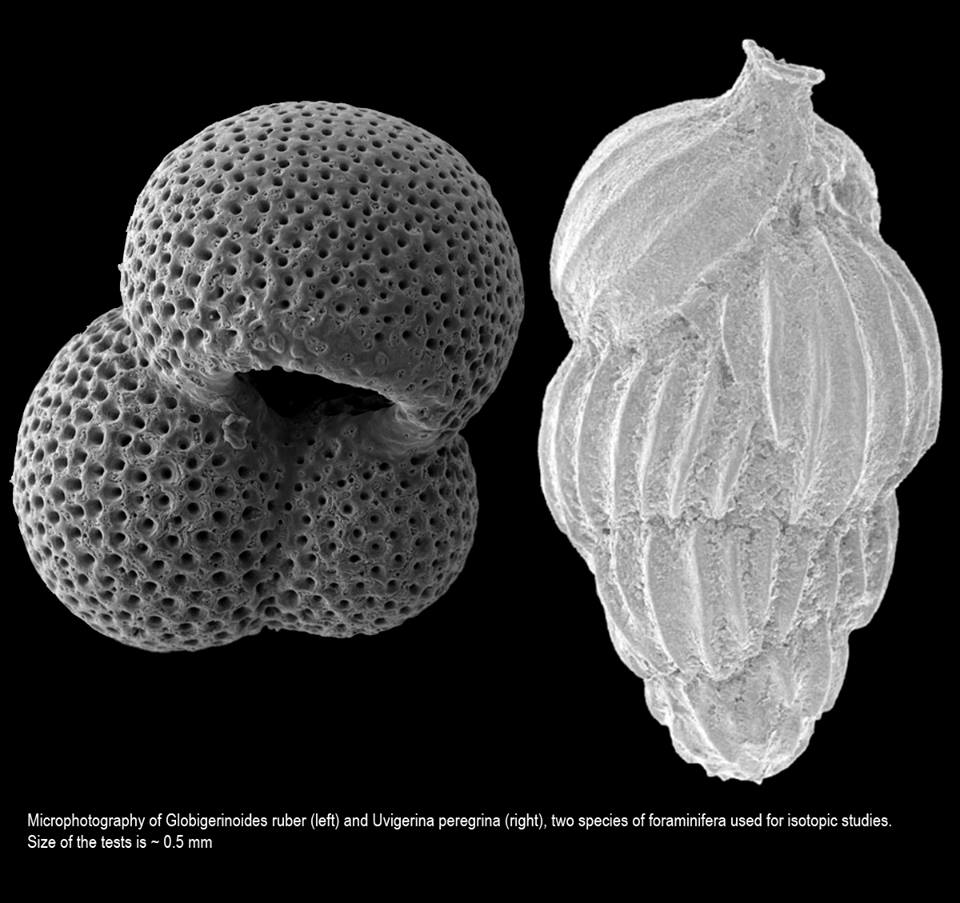 Microphotography of Globigerinoides ruber (left) and Uvigerina peregrina (right), two species of foraminifera used for isotopic studies.
Size of the tests is ~ 0.5 mm